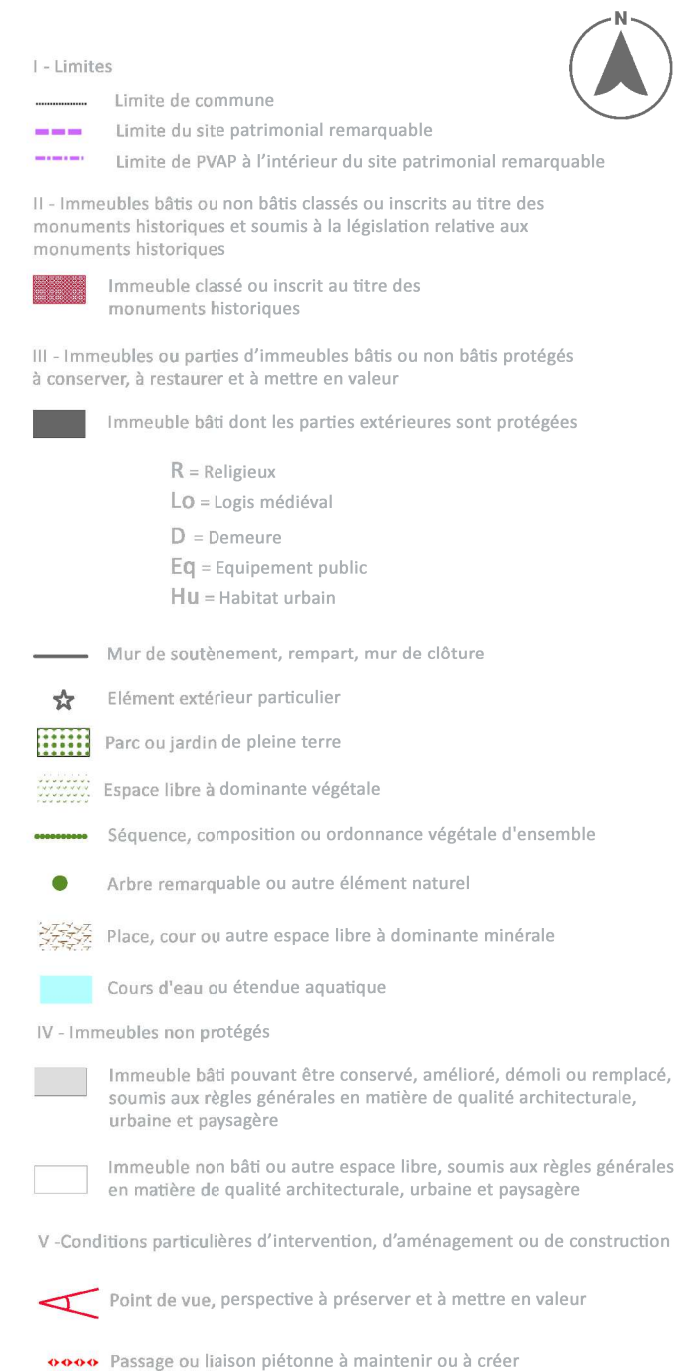 N
I - Limites
Limite de commune
Limite du site patrimonial remarquable
Limite de PVAP à l'intérieur du site patrimonial remarquable
II - Immeubles bâtis ou non bâtis classés ou inscrits au titre des
monuments historiques et soumis à la législation relative aux
monuments historiques
Immeuble classé ou inscrit au titre des
monuments historiques
III - Immeubles ou parties d'immeubles bâtis ou non bâtis protégés
à conserver, à restaurer et à mettre en valeur
Immeuble bâti dont les parties extérieures sont protégées
R = Religieux
Lo = Logis médiéval
D = Demeure
Eq = Equipement public
Hu = Habitat urbain
Mur de soutènement, rempart, mur de clôture
Elément extérieur particulier
Parc ou jardin de pleine terre
Espace libre à dominante végétale
Séquence, composition ou ordonnance végétale d'ensemble
Arbre remarquable ou autre élément naturel
Place, cour ou autre espace libre à dominante minérale
Cours d'eau ou étendue aquatique
IV - Immeubles non protégés
Immeuble bâti pouvant être conservé, amélioré, démoli ou remplacé,
soumis aux règles générales en matière de qualité architecturale,
urbaine et paysagère
Immeuble non bâti ou autre espace libre, soumis aux règles générales
en matière de qualité architecturale, urbaine et paysagère
V -Conditions particulières d'intervention, d'aménagement ou de construction
Point de vue, perspective à préserver et à mettre en valeur
Passage ou liaison piétonne à maintenir ou à créer